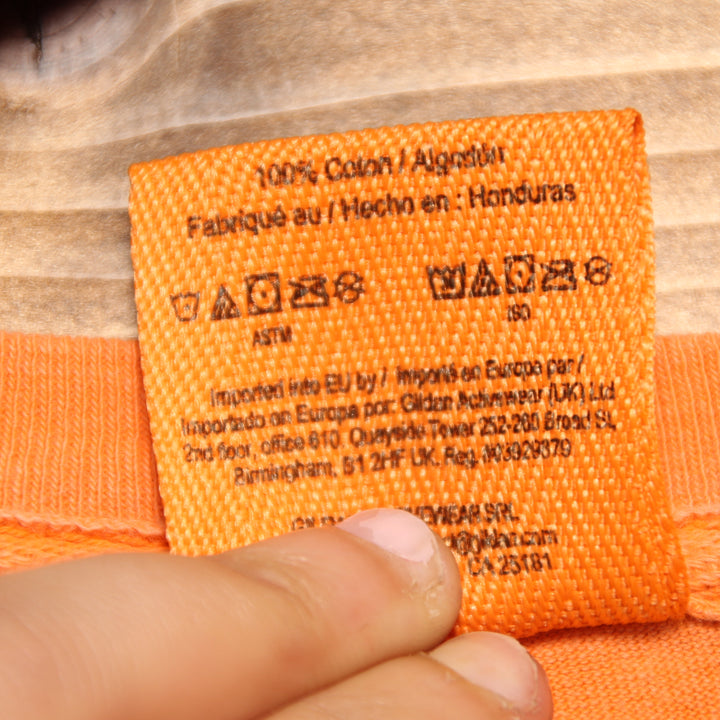 100% Coton / Algodón
Fabriqué au / Hecho en : Honduras
ASTM
ISO
Imported into EU by / Importé en Europe par /
Importado en Europa por: Gildan Activewear (UK) Ltd
2nd floor, office 610, Quayside Tower 252-260 Broad St,
Birmingham, B1 2HF UK. Reg.#03929379
SRL
CA 25181